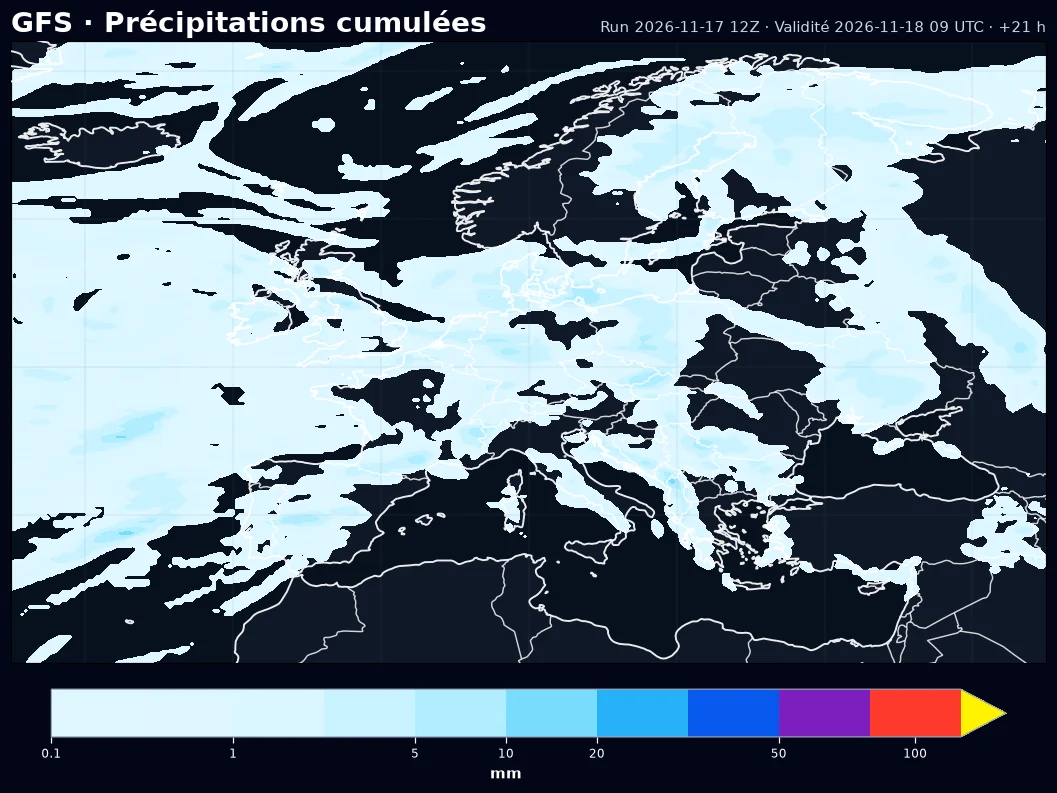 GFS · Précipitations cumulées
Run 2026-11-17 12Z · Validité 2026-11-18 09 UTC · +21 h
0.1 1 5 10 20 50 100
mm